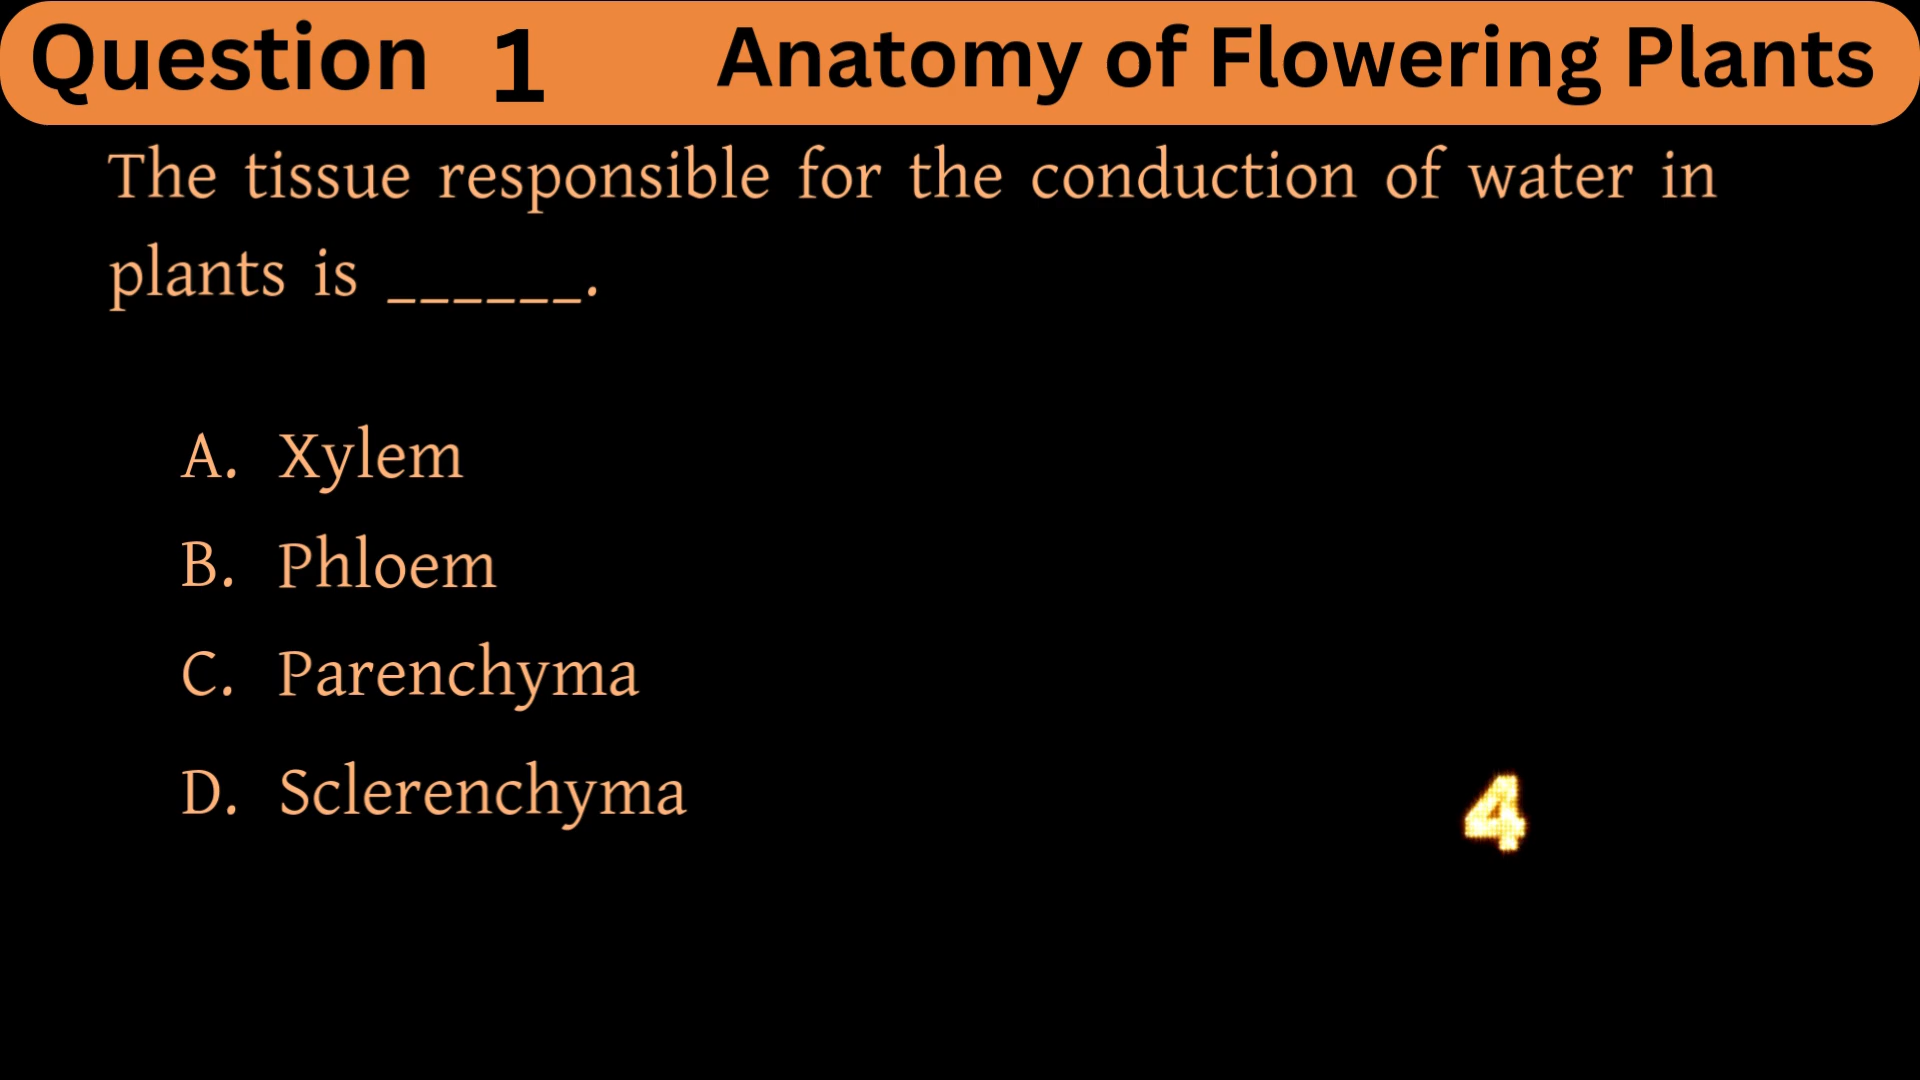 Question 1 Anatomy of Flowering Plants
The tissue responsible for the conduction of water in
plants is ______.
A. Xylem
B. Phloem
C. Parenchyma
D. Sclerenchyma
4